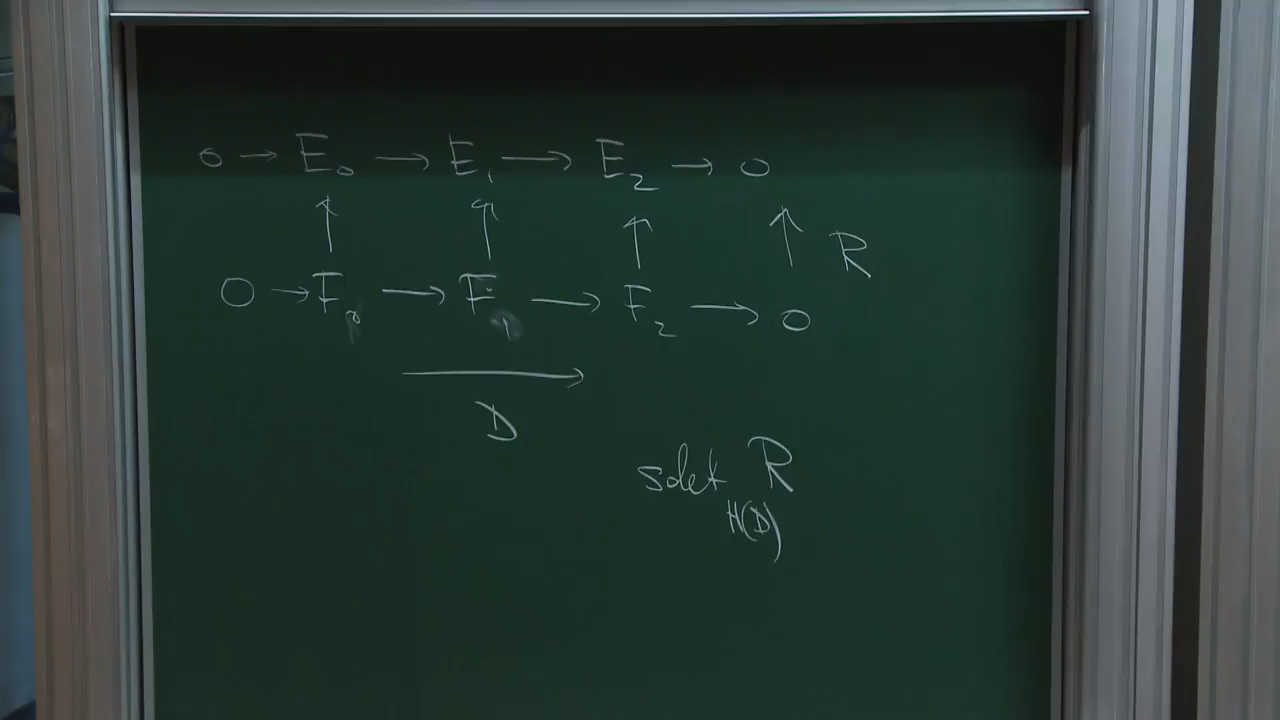 0 → E₀ → E₁ → E₂ → 0
↑ ↑ ↑ ↑ R
0 → F₀ → F₁ → F₂ → 0
→
D
sdet R
H(D)